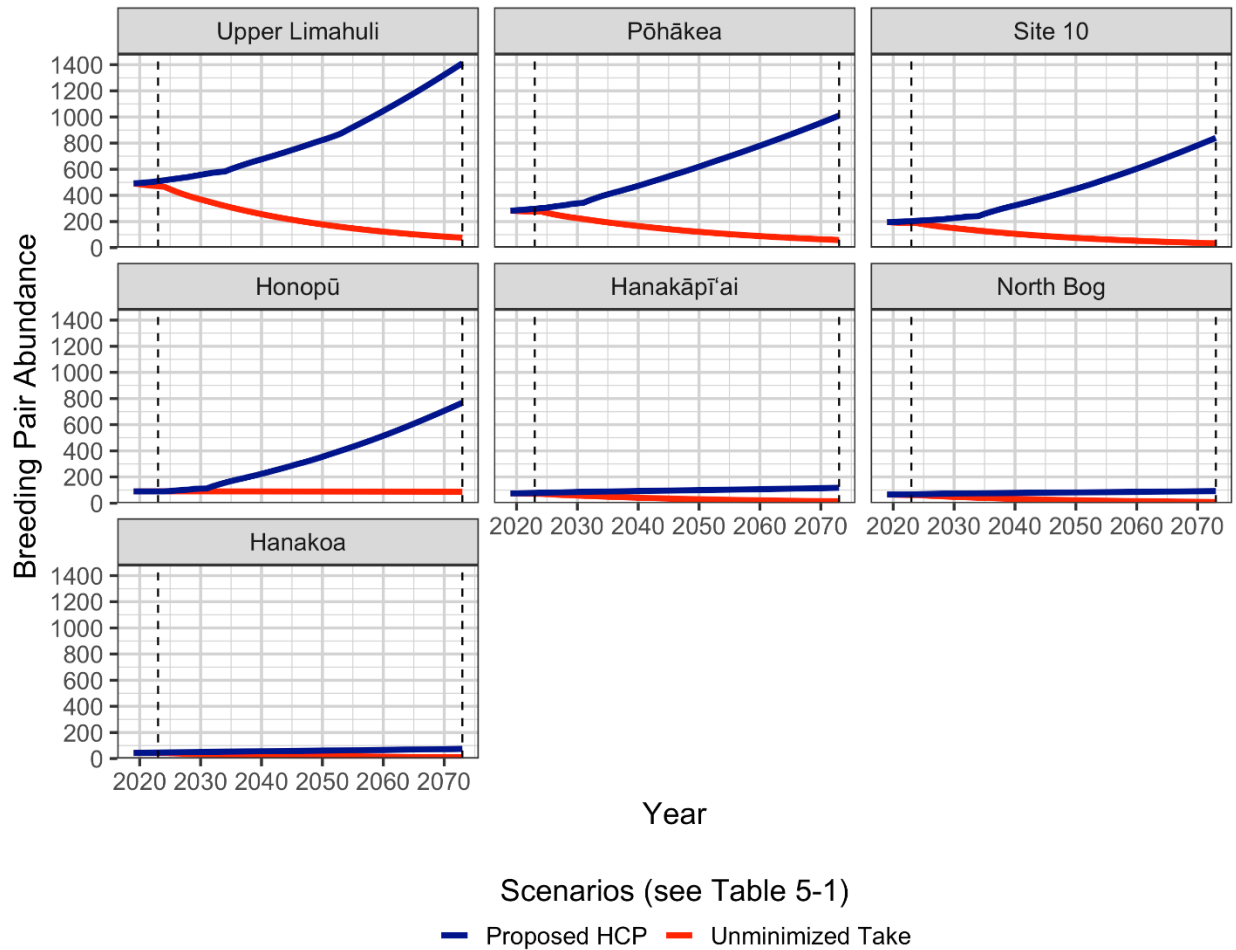 Upper Limahuli
Pōhākea
Site 10
1400
1200
1000
800
600
400
200
0
Honopū
Hanakāpīʻai
North Bog
1400
1200
1000
800
600
400
200
0
2020 2030 2040 2050 2060 2070
2020 2030 2040 2050 2060 2070
Hanakoa
1400
1200
1000
800
600
400
200
0
2020 2030 2040 2050 2060 2070
Breeding Pair Abundance
Year
Scenarios (see Table 5-1)
Proposed HCP
Unminimized Take